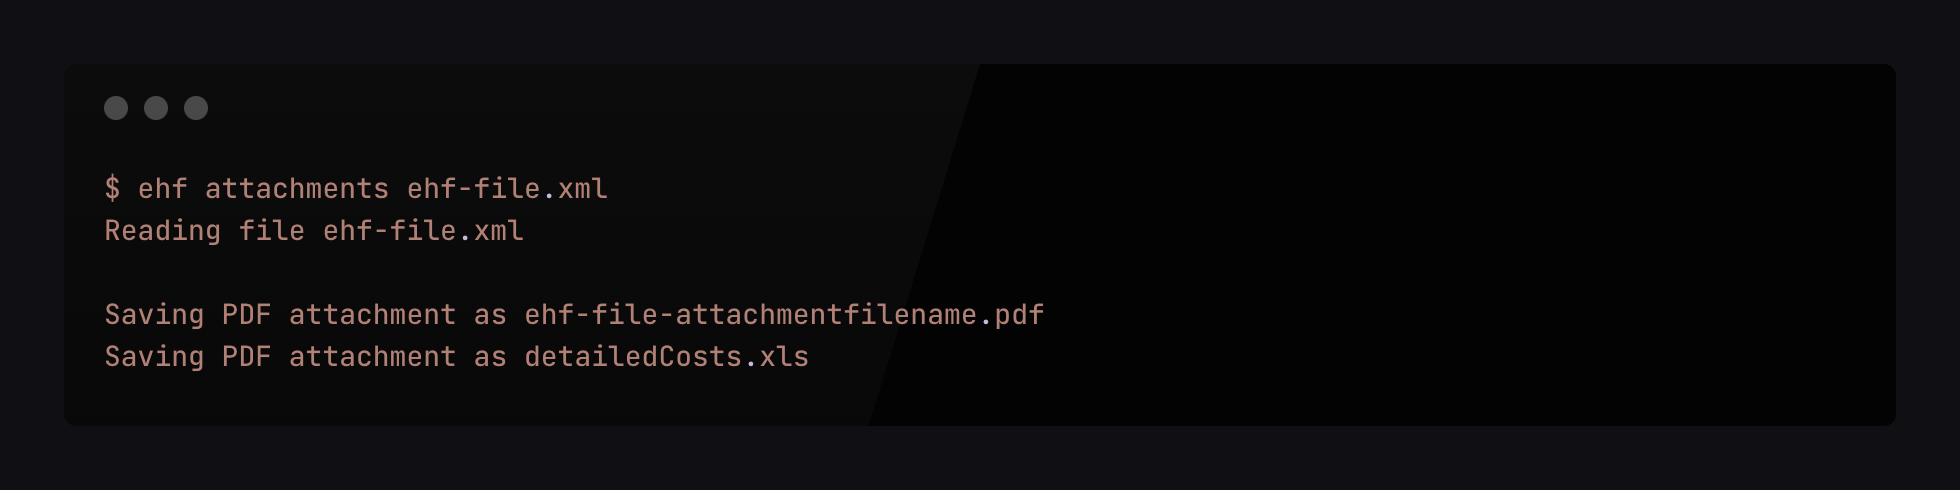 $ ehf attachments ehf-file.xml
Reading file ehf-file.xml
Saving PDF attachment as ehf-file-attachmentfilename.pdf
Saving PDF attachment as detailedCosts.xls